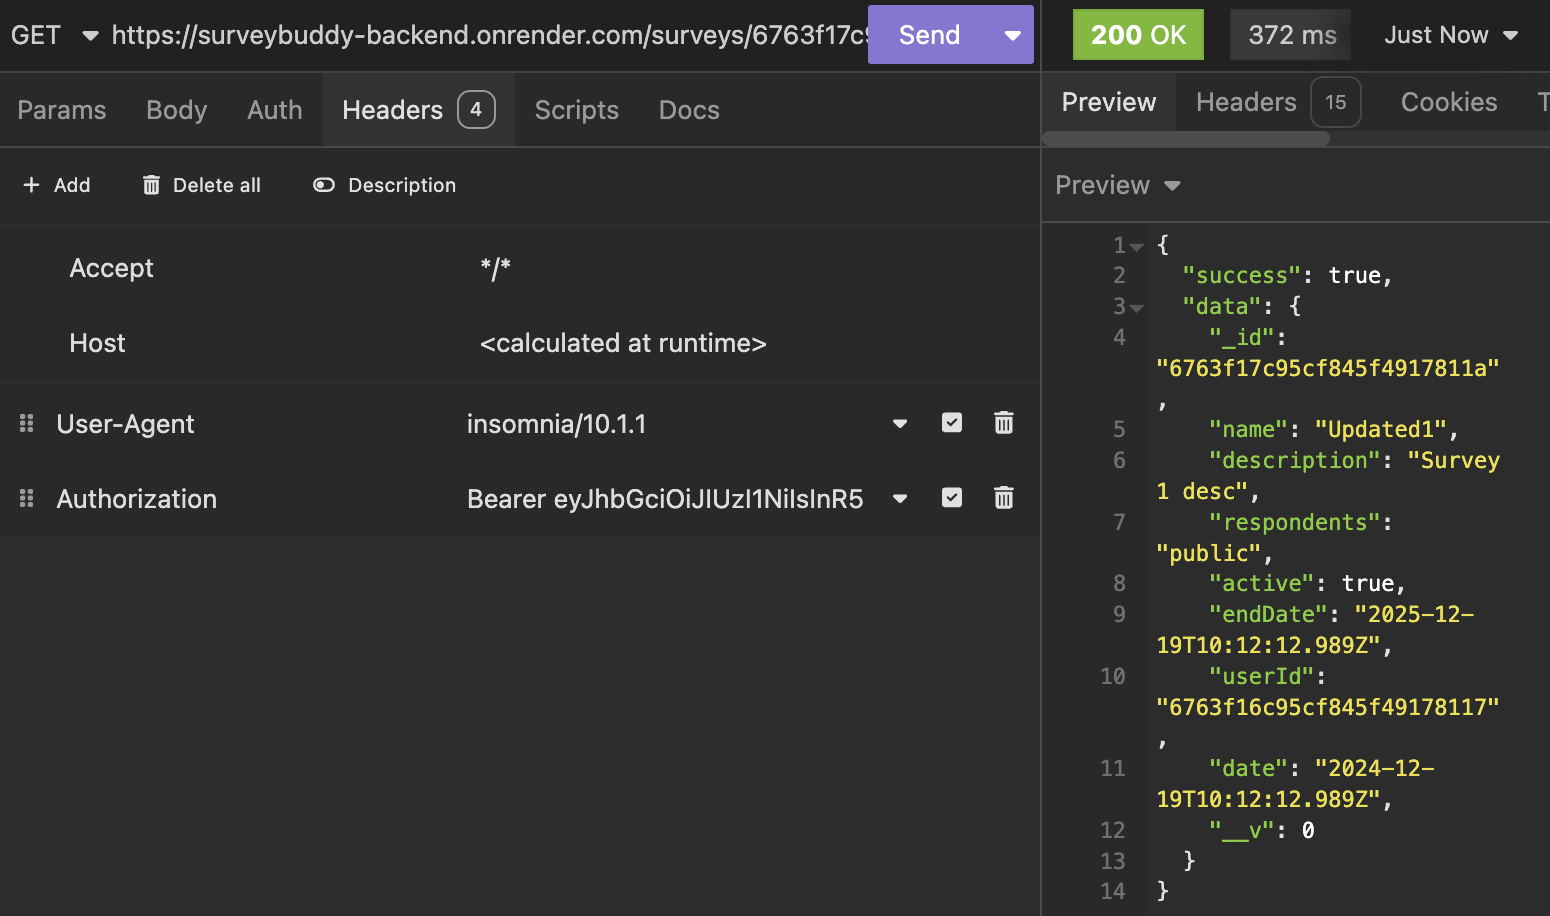 GET https://surveybuddy-backend.onrender.com/surveys/6763f17c9 Send
200 OK 372 ms Just Now
Params Body Auth Headers 4 Scripts Docs
Preview Headers 15 Cookies T
Add Delete all Description
Preview
Accept */*
Host <calculated at runtime>
User-Agent insomnia/10.1.1
Authorization Bearer eyJhbGciOiJIUzI1NiIsInR5
1 {
2 "success": true,
3 "data": {
4 "_id":
"6763f17c95cf845f4917811a"
,
5 "name": "Updated1",
6 "description": "Survey
1 desc",
7 "respondents":
"public",
8 "active": true,
9 "endDate": "2025-12-
19T10:12:12.989Z",
10 "userId":
"6763f16c95cf845f49178117"
,
11 "date": "2024-12-
19T10:12:12.989Z",
12 "__v": 0
13 }
14 }